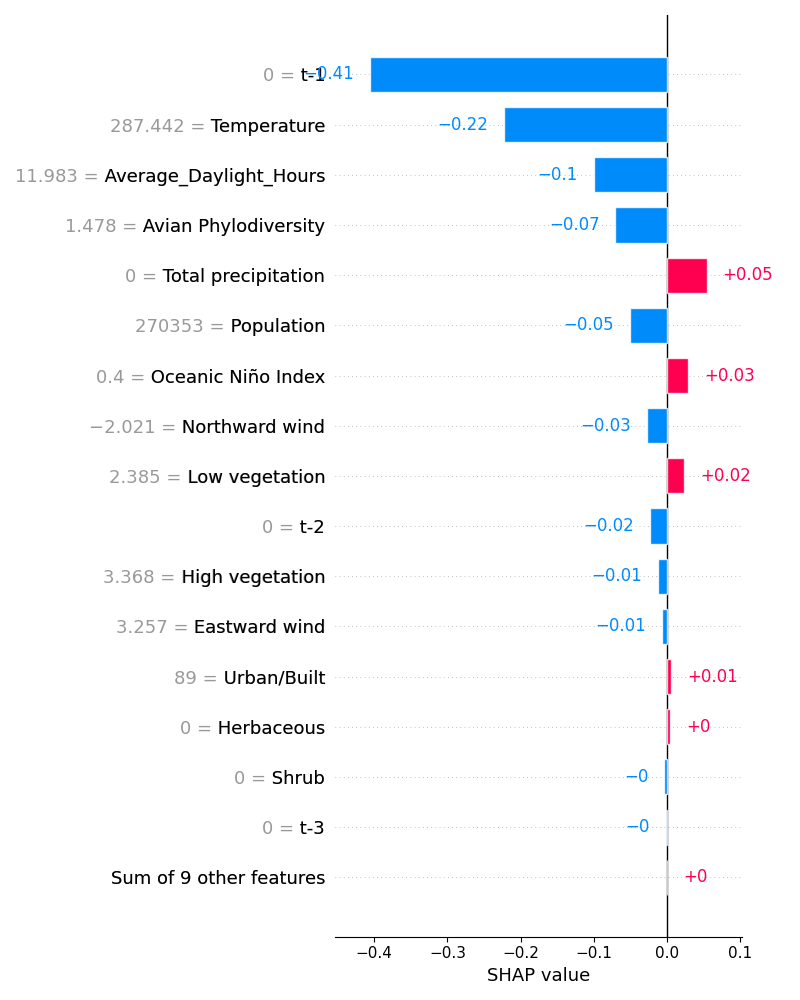 0 = t-1 −0.41
287.442 = Temperature −0.22
11.983 = Average_Daylight_Hours −0.1
1.478 = Avian Phylodiversity −0.07
0 = Total precipitation +0.05
270353 = Population −0.05
0.4 = Oceanic Niño Index +0.03
−2.021 = Northward wind −0.03
2.385 = Low vegetation +0.02
0 = t-2 −0.02
3.368 = High vegetation −0.01
3.257 = Eastward wind −0.01
89 = Urban/Built +0.01
0 = Herbaceous +0
0 = Shrub −0
0 = t-3 −0
Sum of 9 other features +0
−0.4 −0.3 −0.2 −0.1 0.0 0.1
SHAP value